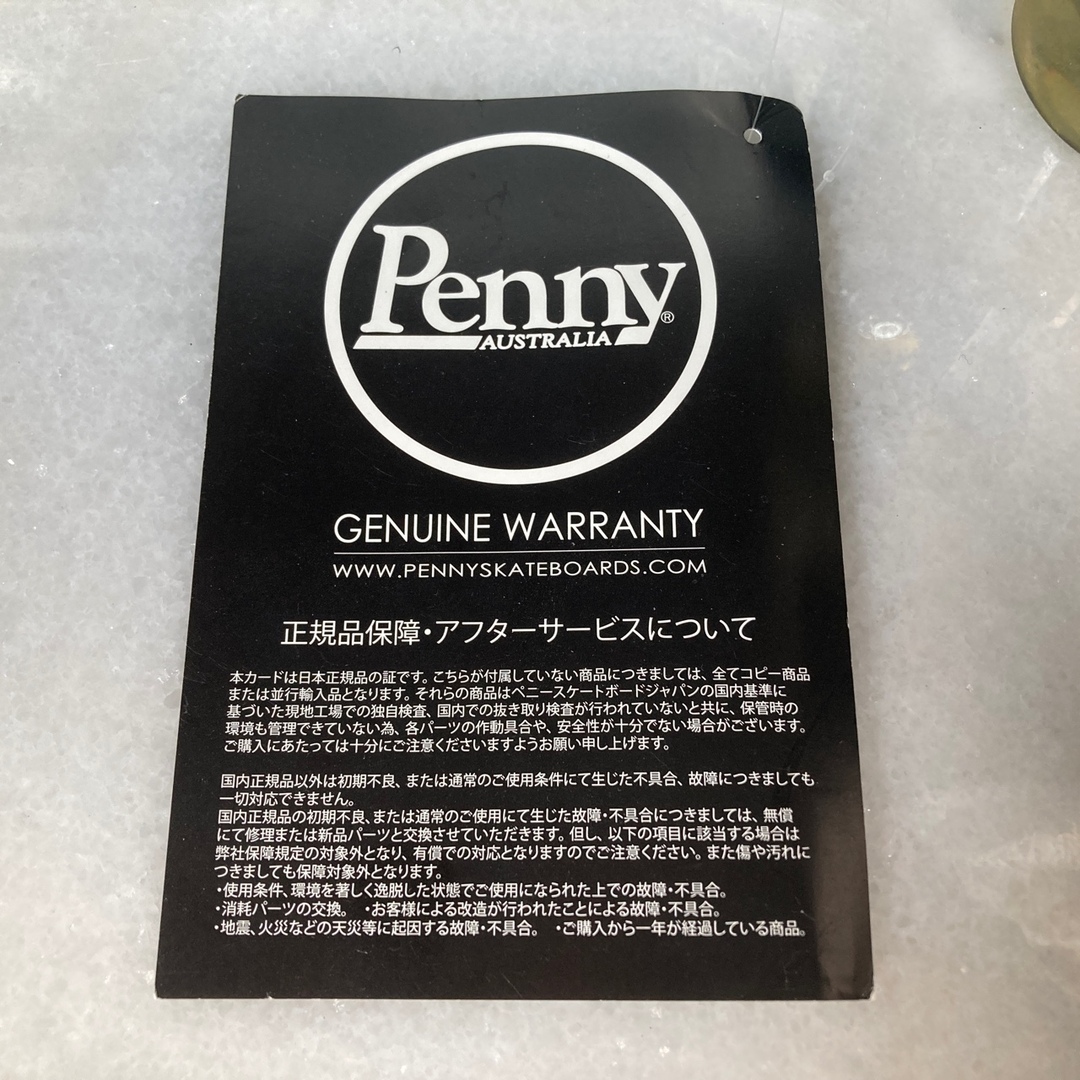 Penny®
AUSTRALIA
GENUINE WARRANTY
WWW.PENNYSKATEBOARDS.COM
正規品保障・アフターサービスについて
本カードは日本正規品の証です。こちらが付属していない商品につきましては、全てコピー商品
または並行輸入品となります。それらの商品はペニースケートボードジャパンの国内基準に
基づいた現地工場での独自検査、国内での抜き取り検査が行われていないと共に、保管時の
環境も管理できていない為、各パーツの作動具合や、安全性が十分でない場合がございます。
ご購入にあたっては十分にご注意くださいますようお願い申し上げます。
国内正規品以外は初期不良、または通常のご使用条件にて生じた不具合、故障につきましても
一切対応できません。
国内正規品の初期不良、または通常のご使用にて生じた故障・不具合につきましては、無償
にて修理または新品パーツと交換させていただきます。但し、以下の項目に該当する場合は
弊社保障規定の対象外となり、有償での対応となりますのでご注意ください。また傷や汚れに
つきましても保障対象外となります。
・使用条件、環境を著しく逸脱した状態でご使用になられた上での故障・不具合。
・消耗パーツの交換。 ・お客様による改造が行われたことによる故障・不具合。
・地震、火災などの天災等に起因する故障・不具合。 ・ご購入から一年が経過している商品。